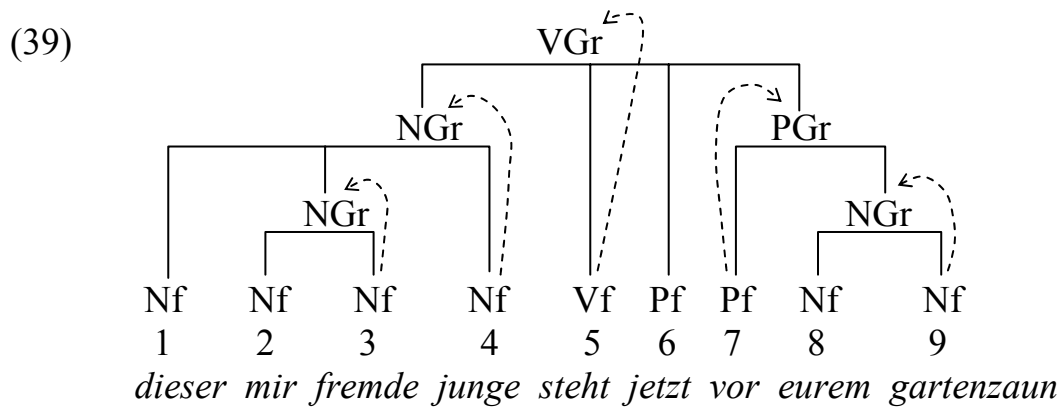 (39) VGr
NGr PGr
NGr NGr
Nf Nf Nf Nf Vf Pf Pf Nf Nf
1 2 3 4 5 6 7 8 9
dieser mir fremde junge steht jetzt vor eurem gartenzaun